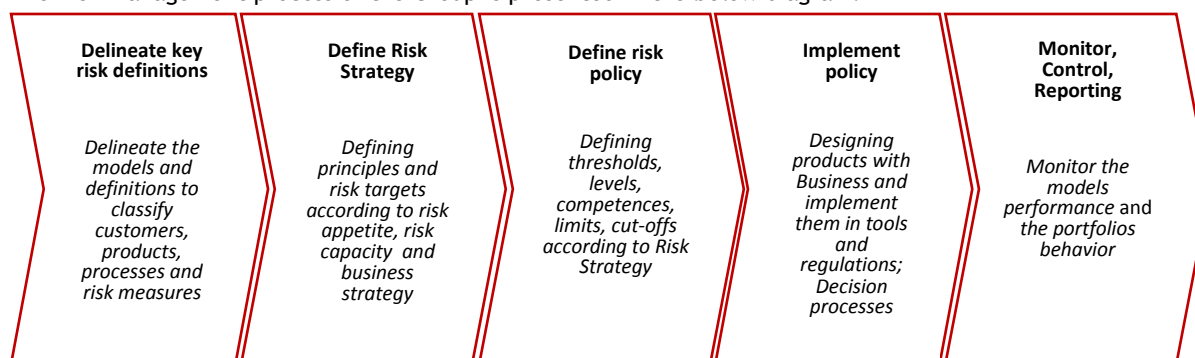 Delineate key
risk definitions
Delineate the
models and
definitions to
classify
customers,
products,
processes and
risk measures
Define Risk
Strategy
Defining
principles and
risk targets
according to risk
appetite, risk
capacity and
business
strategy
Define risk
policy
Defining
thresholds,
levels,
competences,
limits, cut-offs
according to Risk
Strategy
Implement
policy
Designing
products with
Business and
implement
them in tools
and
regulations;
Decision
processes
Monitor,
Control,
Reporting
Monitor the
models
performance and
the portfolios
behavior